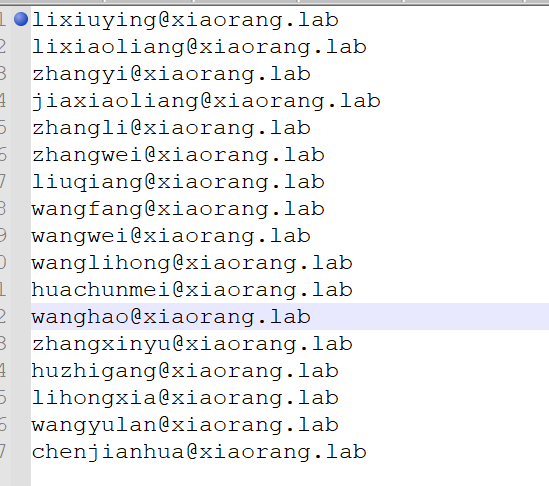 1 lixiuying@xiaorang.lab
2 lixiaoliang@xiaorang.lab
3 zhangyi@xiaorang.lab
4 jiaxiaoliang@xiaorang.lab
5 zhangli@xiaorang.lab
6 zhangwei@xiaorang.lab
7 liuqiang@xiaorang.lab
8 wangfang@xiaorang.lab
9 wangwei@xiaorang.lab
0 wanglihong@xiaorang.lab
1 huachunmei@xiaorang.lab
2 wanghao@xiaorang.lab
3 zhangxinyu@xiaorang.lab
4 huzhigang@xiaorang.lab
5 lihongxia@xiaorang.lab
6 wangyulan@xiaorang.lab
7 chenjianhua@xiaorang.lab